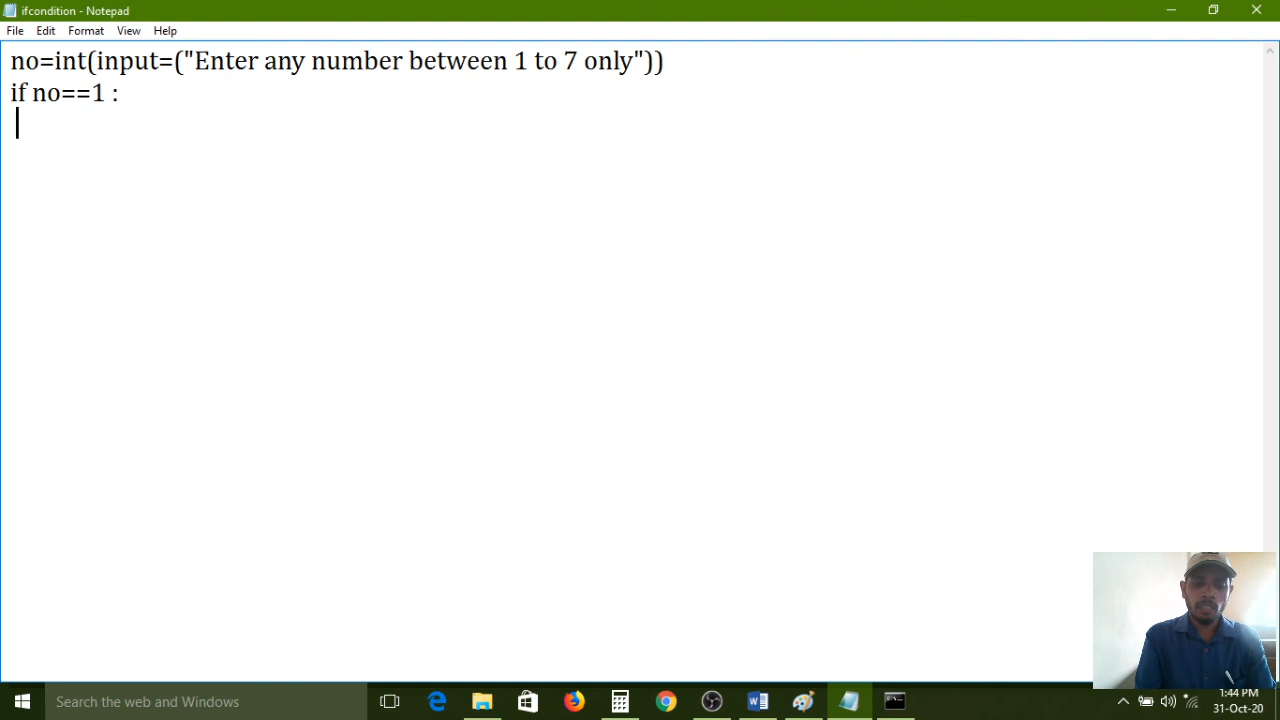 ifcondition - Notepad
File Edit Format View Help
no=int(input=("Enter any number between 1 to 7 only"))
if no==1 :
Search the web and Windows
1:44 PM
31-Oct-20